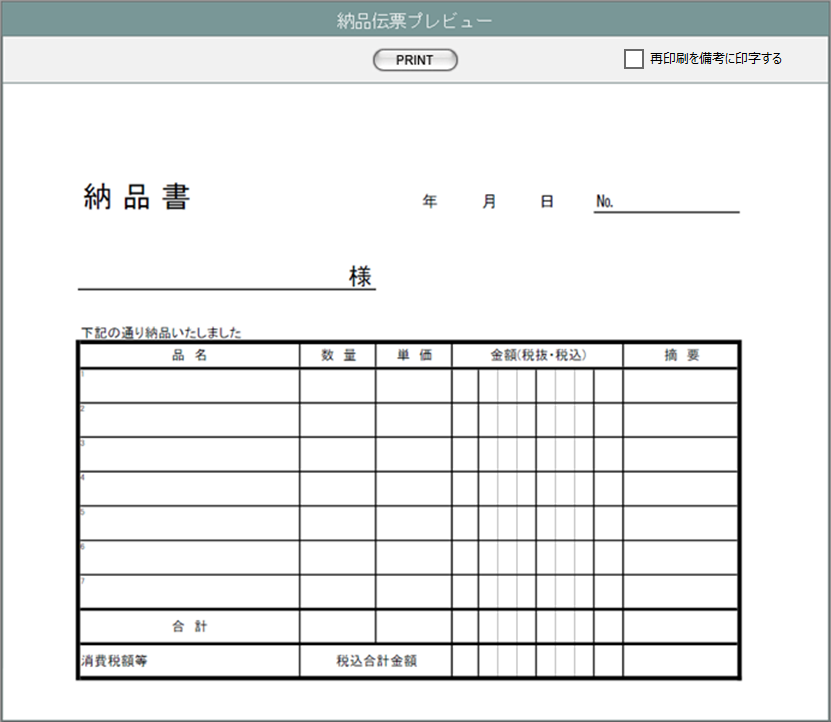 納品伝票プレビュー
PRINT
再印刷を備考に印字する
納品書 年 月 日 No.
様
下記の通り納品いたしました
品名 数量 単価 金額(税抜・税込) 摘要
1
2
3
4
5
6
7
合計
消費税額等 税込合計金額